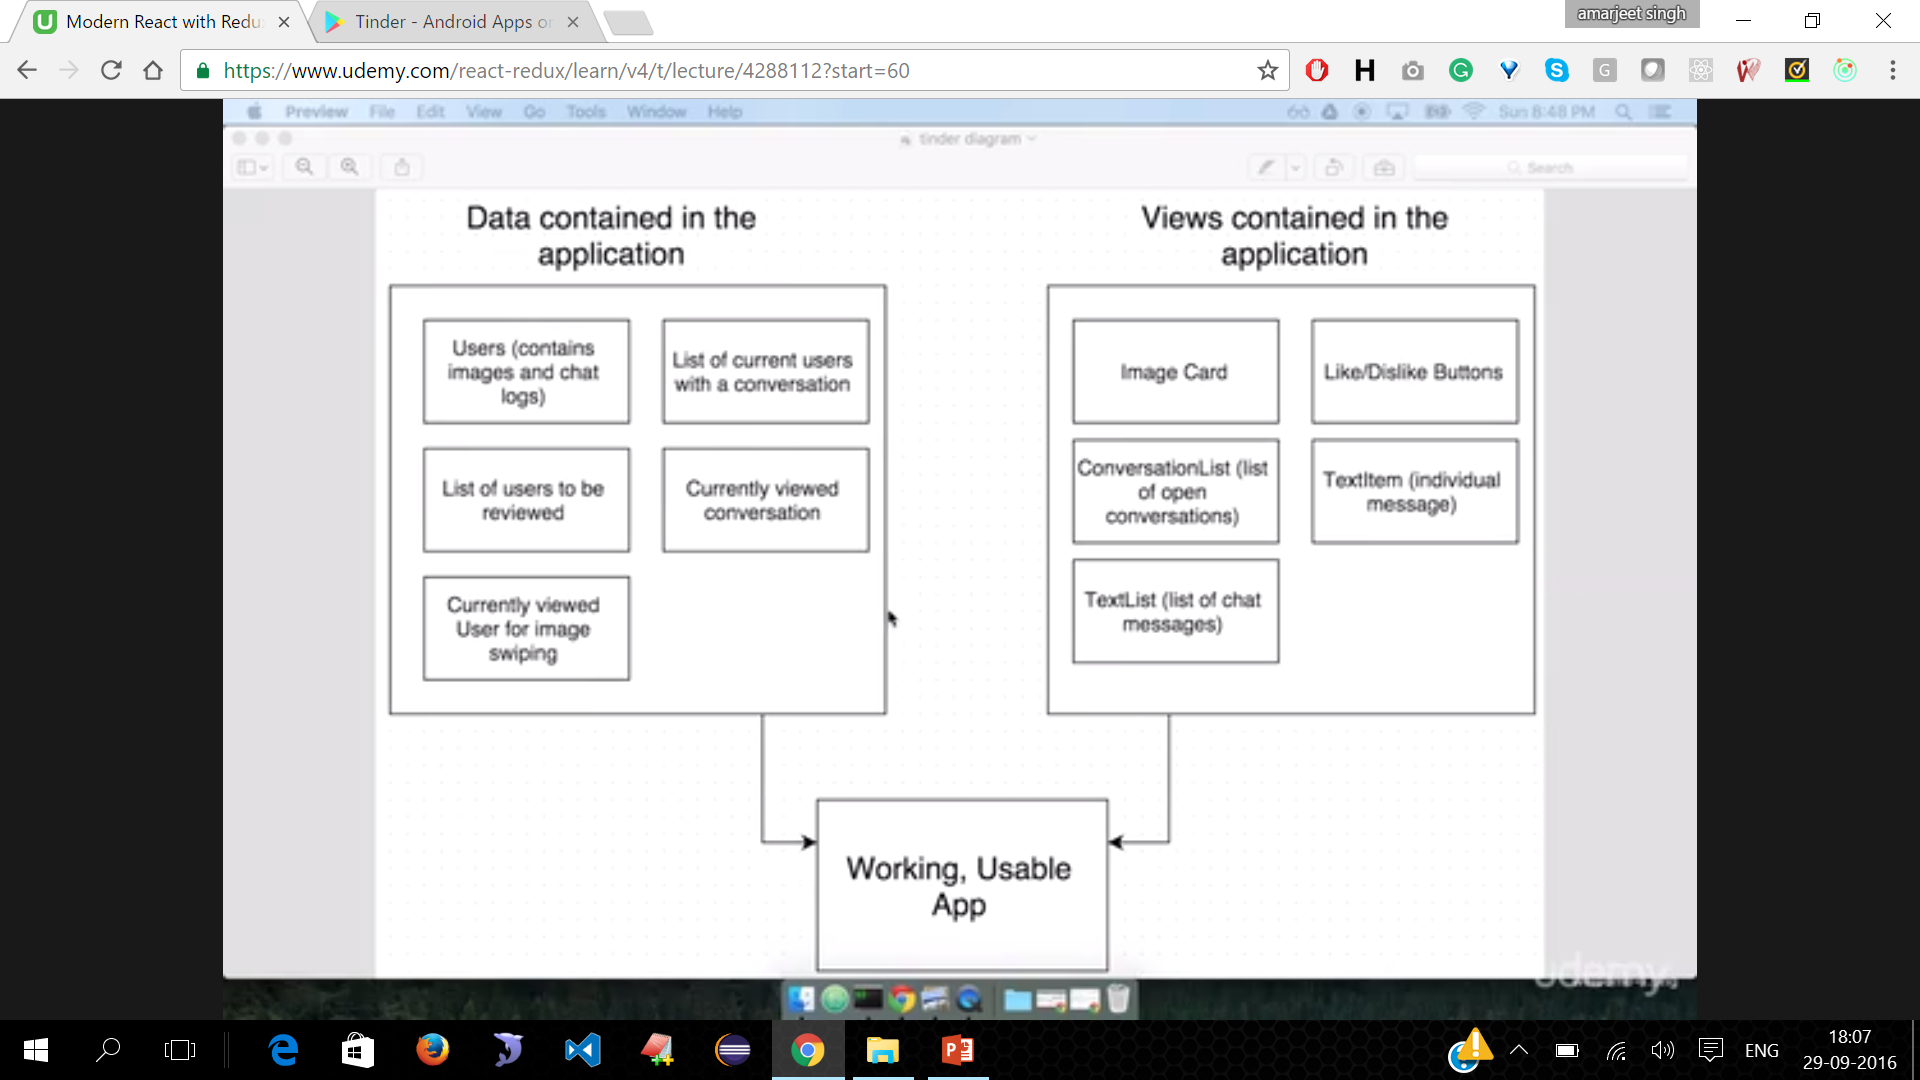 amarjeet singh
Modern React with Redu
Tinder - Android Apps o
https://www.udemy.com/react-redux/learn/v4/t/lecture/4288112?start=60
Preview File Edit View Go Tools Window Help
Sun 8:48 PM
tinder diagram
Search
Data contained in the
application
Views contained in the
application
Users (contains
images and chat
logs)
List of current users
with a conversation
List of users to be
reviewed
Currently viewed
conversation
Currently viewed
User for image
swiping
Image Card
Like/Dislike Buttons
ConversationList (list
of open
conversations)
TextItem (individual
message)
TextList (list of chat
messages)
Working, Usable
App
udemy
ENG
18:07
29-09-2016